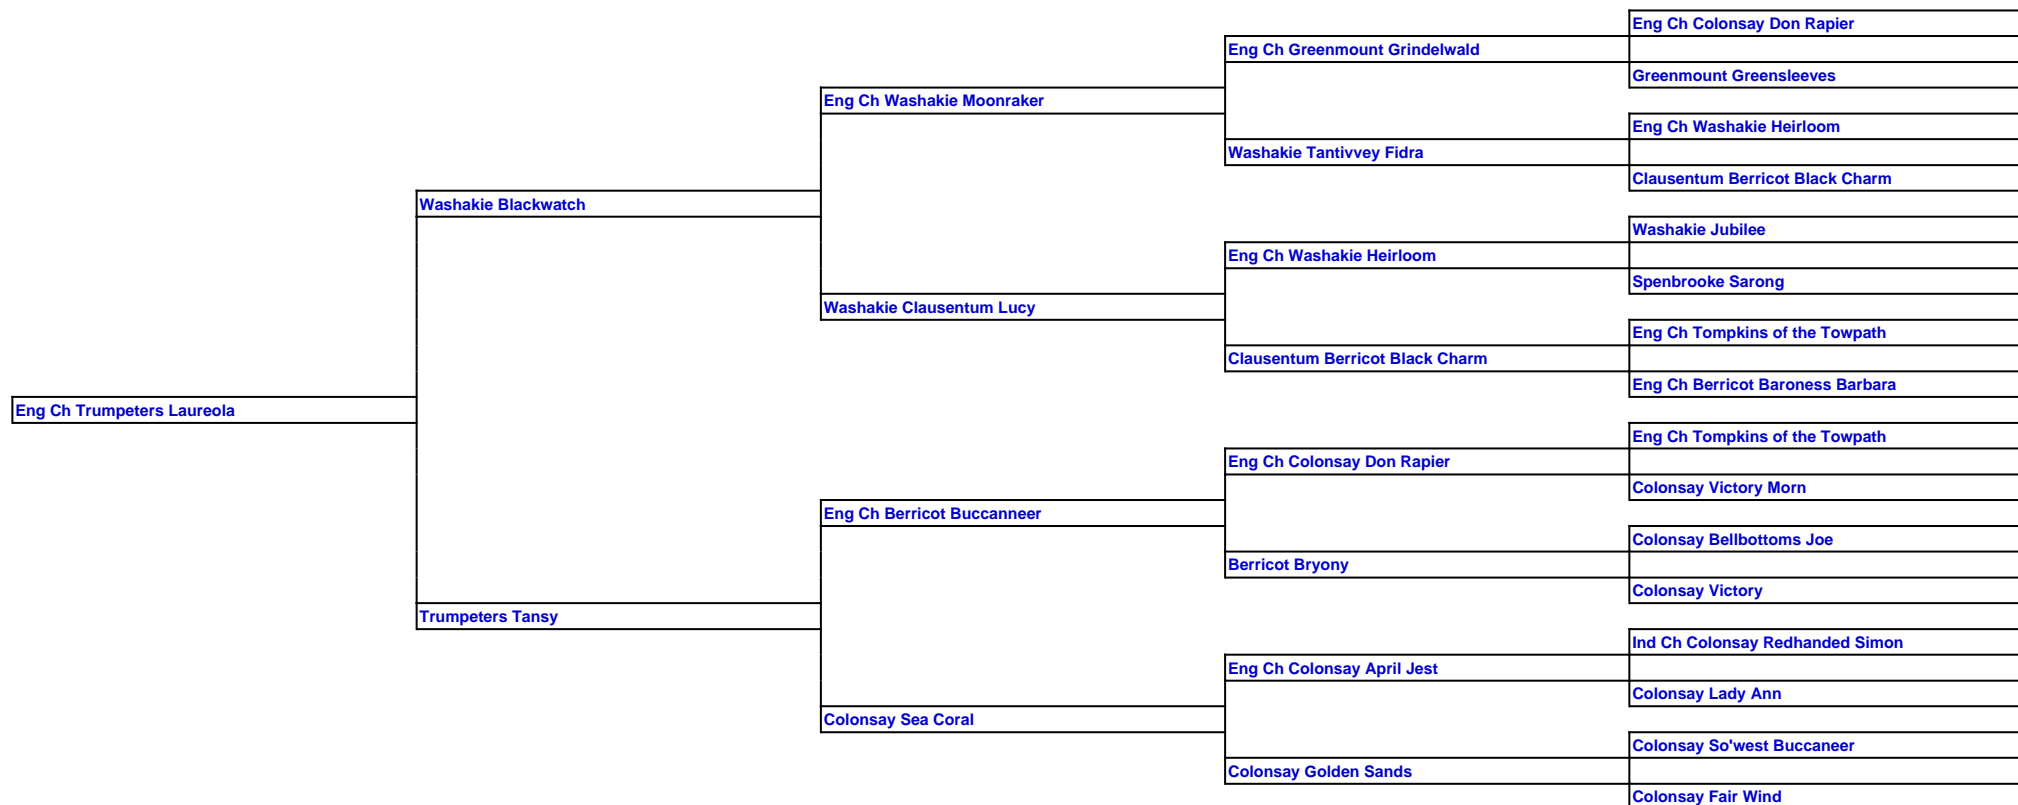 Eng Ch Colonsay Don Rapier
Eng Ch Greenmount Grindelwald
Greenmount Greensleeves
Eng Ch Washakie Moonraker
Eng Ch Washakie Heirloom
Washakie Tantivvey Fidra
Clausentum Berricot Black Charm
Washakie Blackwatch
Washakie Jubilee
Eng Ch Washakie Heirloom
Spenbrooke Sarong
Washakie Clausentum Lucy
Eng Ch Tompkins of the Towpath
Clausentum Berricot Black Charm
Eng Ch Berricot Baroness Barbara
Eng Ch Trumpeters Laureola
Eng Ch Tompkins of the Towpath
Eng Ch Colonsay Don Rapier
Colonsay Victory Morn
Eng Ch Berricot Buccanneer
Colonsay Bellbottoms Joe
Berricot Bryony
Colonsay Victory
Trumpeters Tansy
Ind Ch Colonsay Redhanded Simon
Eng Ch Colonsay April Jest
Colonsay Lady Ann
Colonsay Sea Coral
Colonsay So'west Buccaneer
Colonsay Golden Sands
Colonsay Fair Wind